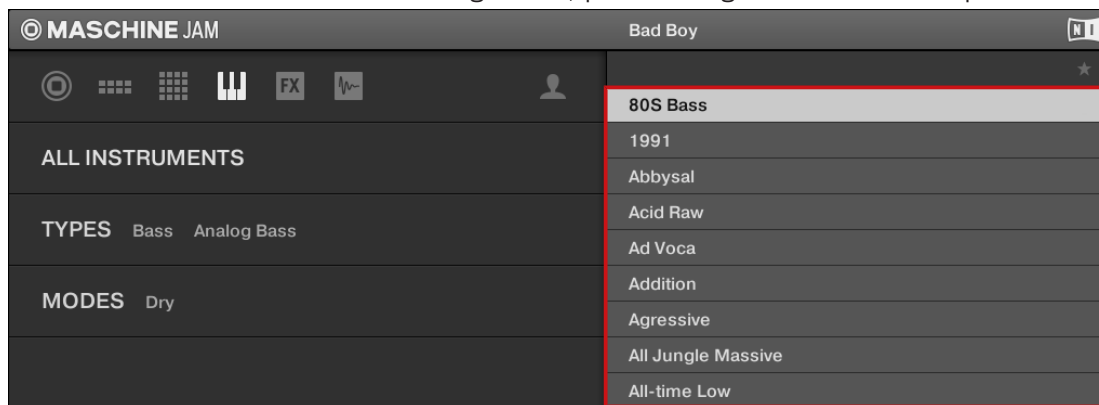 MASCHINE JAM
Bad Boy
NI
FX
80S Bass
1991
ALL INSTRUMENTS
Abbysal
Acid Raw
TYPES Bass Analog Bass
Ad Voca
Addition
MODES Dry
Agressive
All Jungle Massive
All-time Low